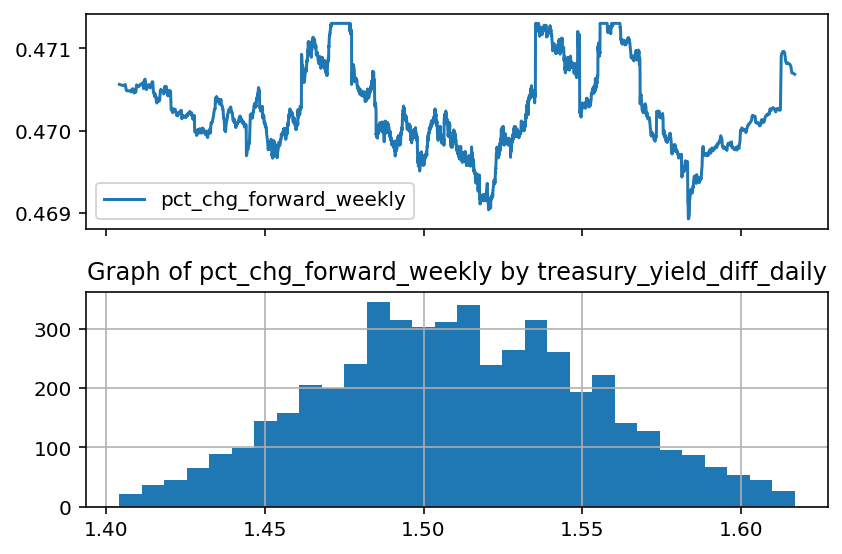 0.471
0.470
0.469
pct_chg_forward_weekly
Graph of pct_chg_forward_weekly by treasury_yield_diff_daily
300
200
100
0
1.40 1.45 1.50 1.55 1.60